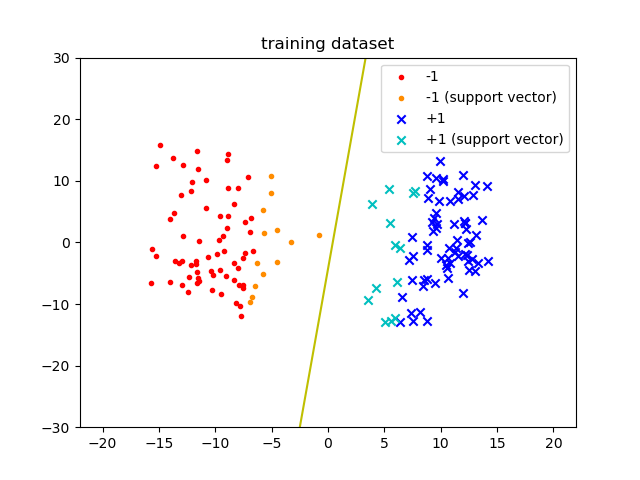 training dataset
-1
-1 (support vector)
+1
+1 (support vector)
30
20
10
0
−10
−20
−30
−20 −15 −10 −5 0 5 10 15 20